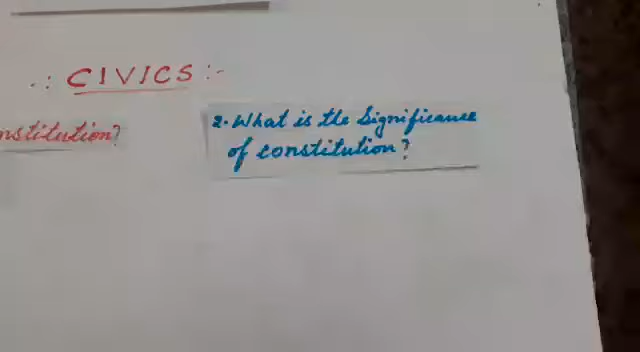 .: CIVICS :-
nstitution?
2. What is the Significance
of constitution?